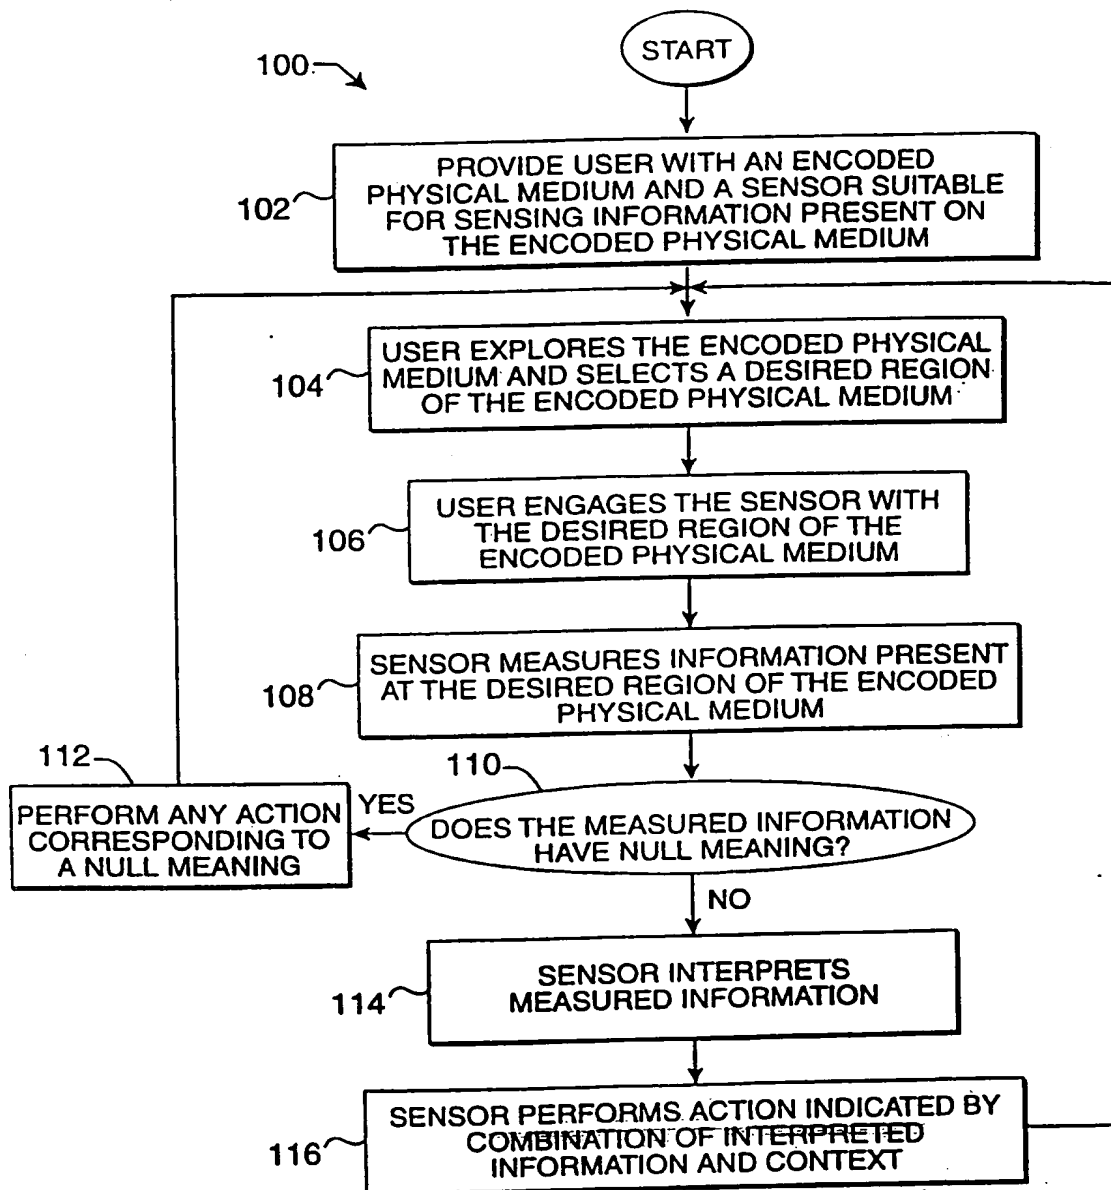 START
100
PROVIDE USER WITH AN ENCODED
PHYSICAL MEDIUM AND A SENSOR SUITABLE
FOR SENSING INFORMATION PRESENT ON
THE ENCODED PHYSICAL MEDIUM
102
USER EXPLORES THE ENCODED PHYSICAL
MEDIUM AND SELECTS A DESIRED REGION
OF THE ENCODED PHYSICAL MEDIUM
104
USER ENGAGES THE SENSOR WITH
THE DESIRED REGION OF THE
ENCODED PHYSICAL MEDIUM
106
SENSOR MEASURES INFORMATION PRESENT
AT THE DESIRED REGION OF THE ENCODED
PHYSICAL MEDIUM
108
110
DOES THE MEASURED INFORMATION
HAVE NULL MEANING?
YES
112
PERFORM ANY ACTION
CORRESPONDING TO
A NULL MEANING
NO
SENSOR INTERPRETS
MEASURED INFORMATION
114
SENSOR PERFORMS ACTION INDICATED BY
COMBINATION OF INTERPRETED
INFORMATION AND CONTEXT
116